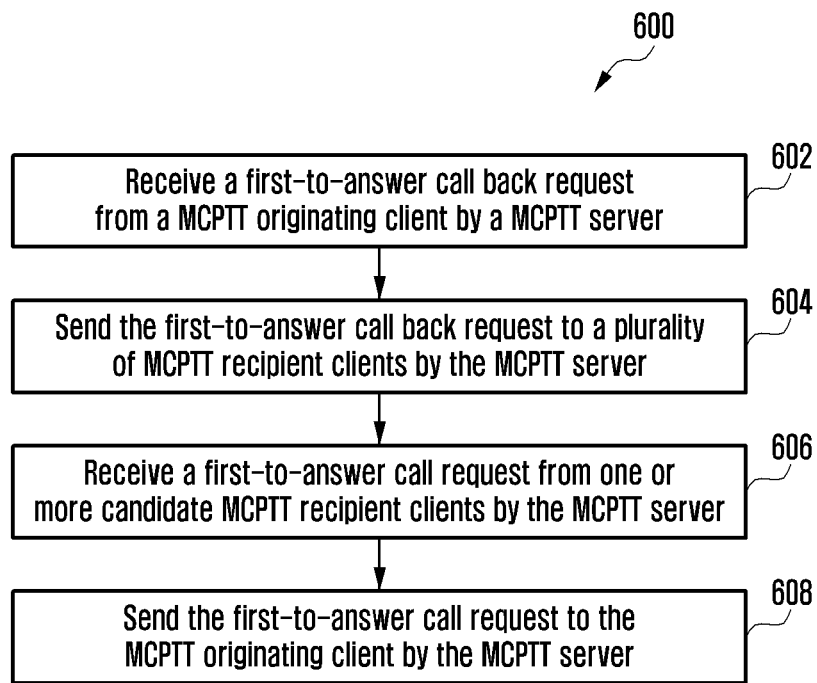 600
602
Receive a first-to-answer call back request
from a MCPTT originating client by a MCPTT server
604
Send the first-to-answer call back request to a plurality
of MCPTT recipient clients by the MCPTT server
606
Receive a first-to-answer call request from one or
more candidate MCPTT recipient clients by the MCPTT server
608
Send the first-to-answer call request to the
MCPTT originating client by the MCPTT server